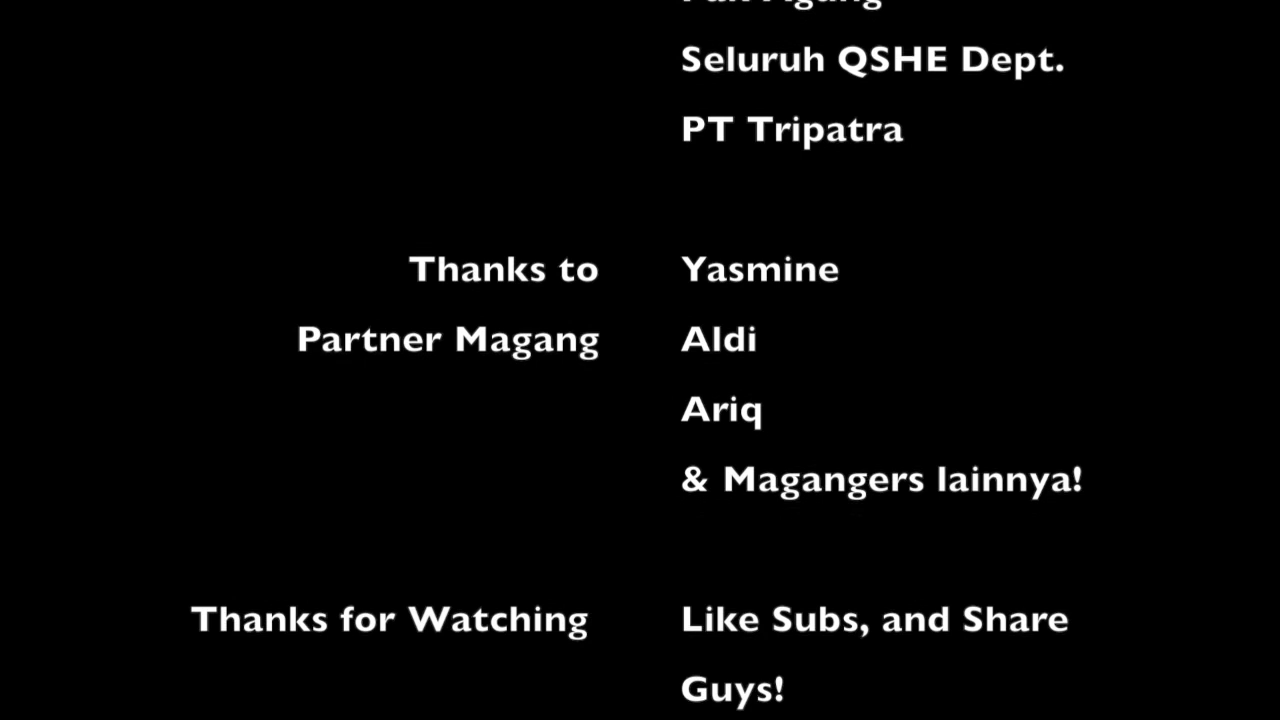 Seluruh QSHE Dept.
PT Tripatra
Thanks to Yasmine
Partner Magang Aldi
Ariq
& Magangers lainnya!
Thanks for Watching Like Subs, and Share
Guys!